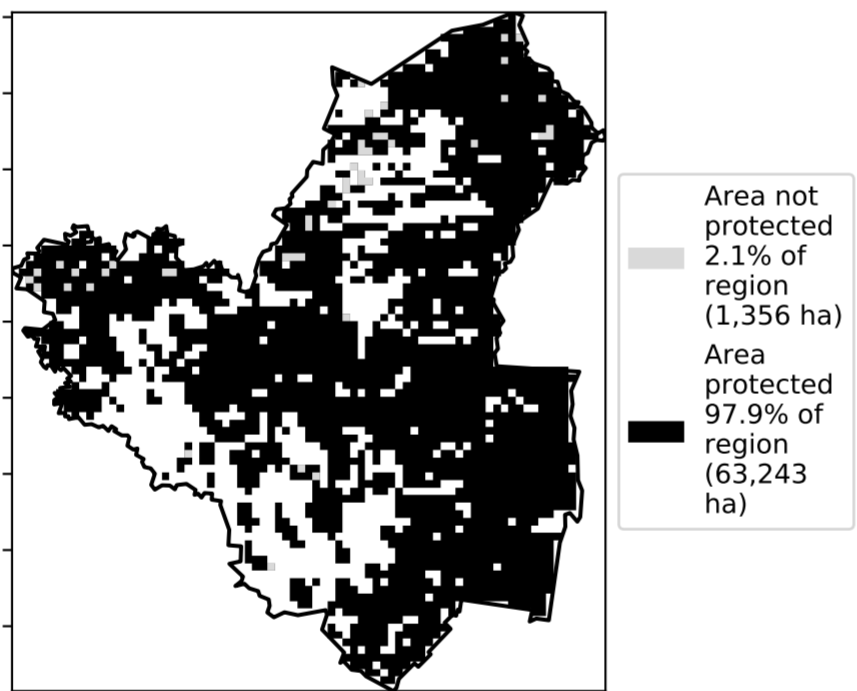 Area not
protected
2.1% of
region
(1,356 ha)
Area
protected
97.9% of
region
(63,243
ha)